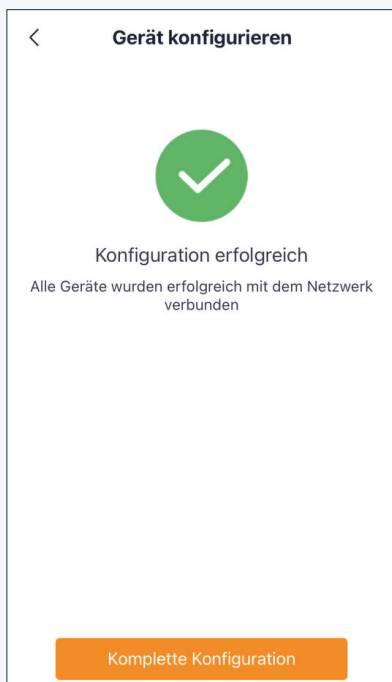 Gerät konfigurieren
Konfiguration erfolgreich
Alle Geräte wurden erfolgreich mit dem Netzwerk
verbunden
Komplette Konfiguration